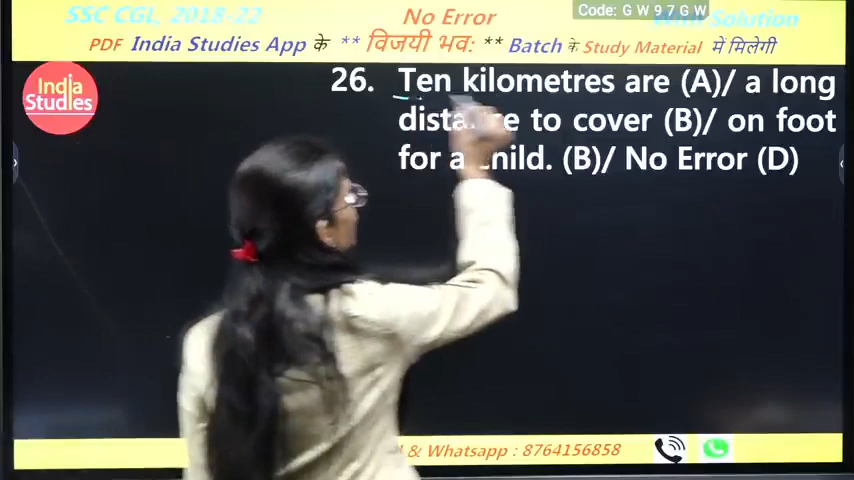 SSC CGL, 2018-22
No Error
Code: G W 9 7 G W
With Solution
PDF India Studies App के ** विजयी भव: ** Batch के Study Material में मिलेगी
India Studies
26. Ten kilometres are (A)/ a long
to cover (B)/ on foot
for a child. (B)/ No Error (D)
& Whatsapp : 8764156858